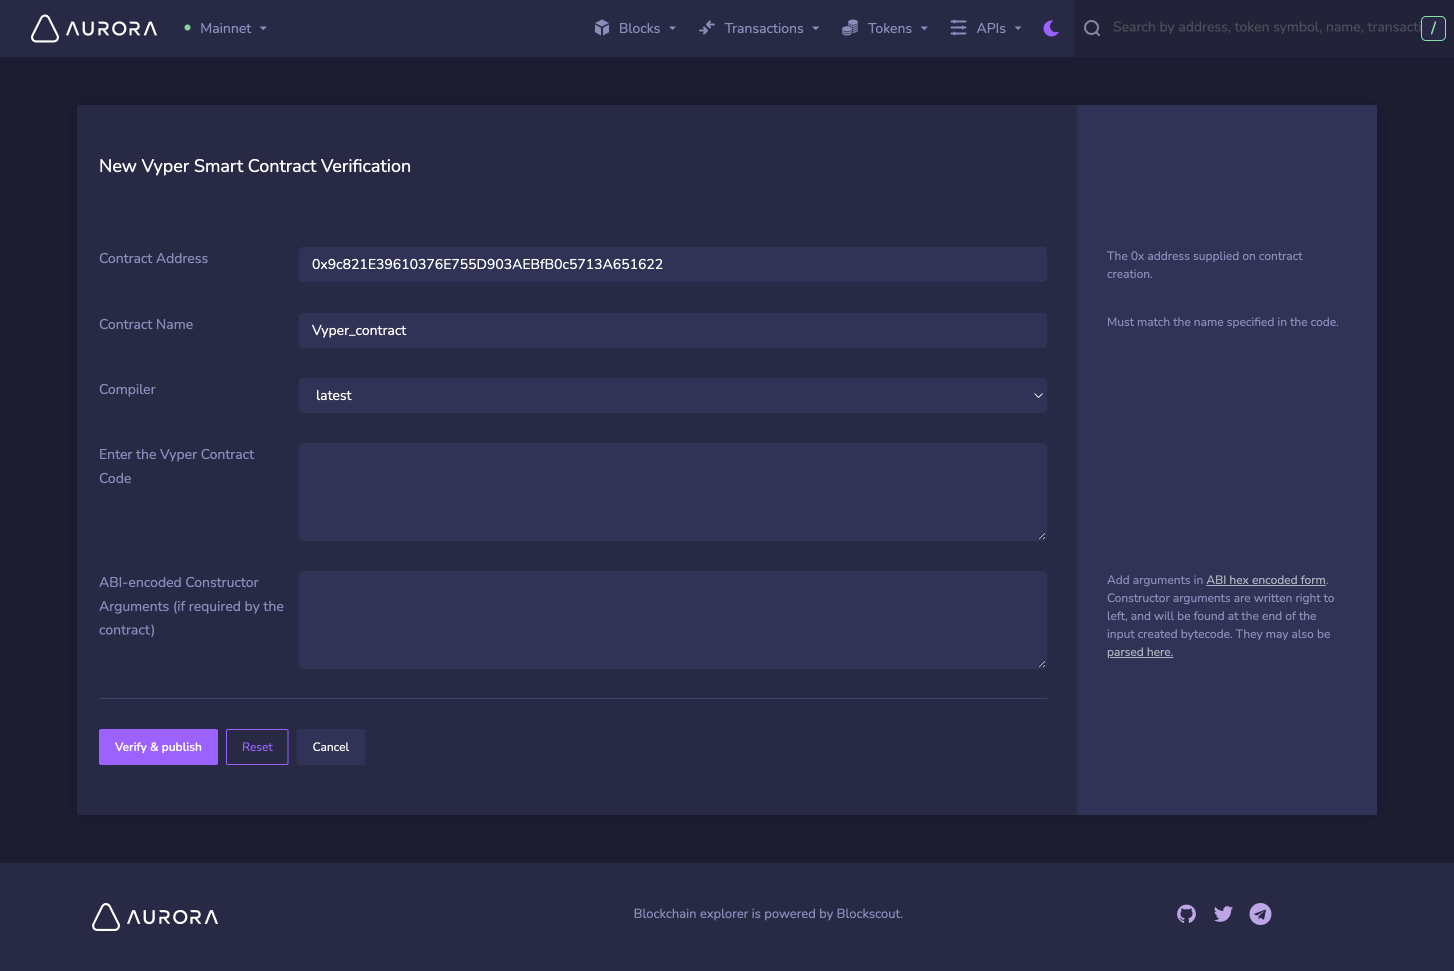 AURORA
Mainnet
Blocks
Transactions
Tokens
APIs
Search by address, token symbol, name, transacti
/
New Vyper Smart Contract Verification
Contract Address
0x9c821E39610376E755D903AEBfB0c5713A651622
The 0x address supplied on contract
creation.
Contract Name
Vyper_contract
Must match the name specified in the code.
Compiler
latest
Enter the Vyper Contract
Code
ABI-encoded Constructor
Arguments (if required by the
contract)
Add arguments in ABI hex encoded form.
Constructor arguments are written right to
left, and will be found at the end of the
input created bytecode. They may also be
parsed here.
Verify & publish
Reset
Cancel
AURORA
Blockchain explorer is powered by Blockscout.